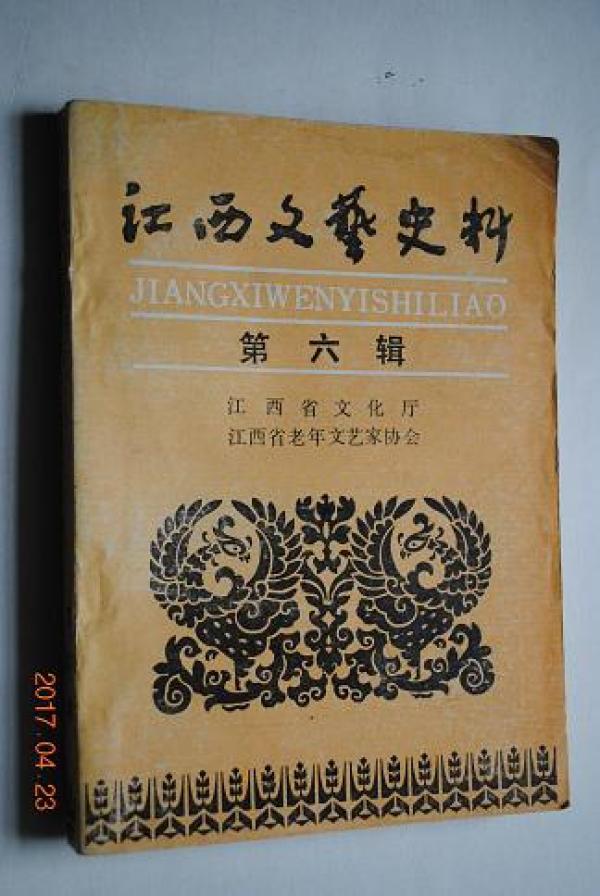 江西文藝史料
JIANGXIWENYISHILIAO
第六辑
江西省文化厅
江西省老年文艺家协会
2017.04.23